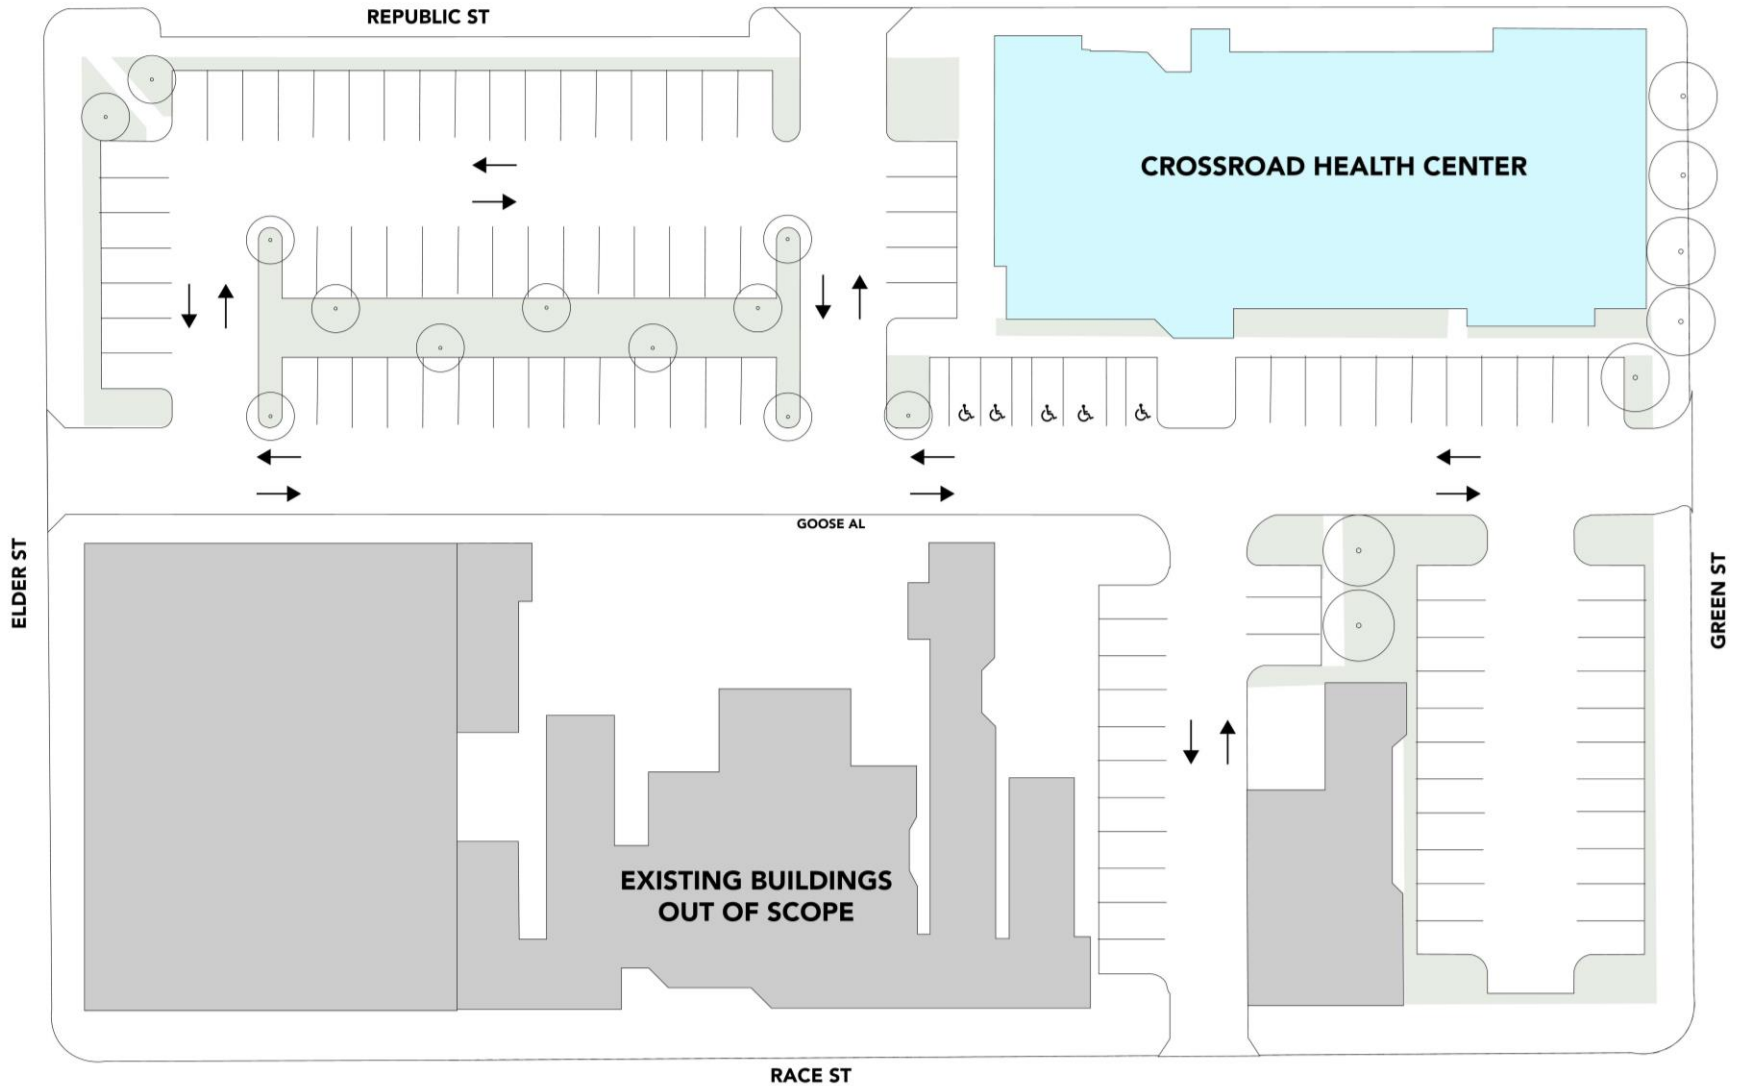 REPUBLIC ST
CROSSROAD HEALTH CENTER
GOOSE AL
ELDER ST
GREEN ST
EXISTING BUILDINGS
OUT OF SCOPE
RACE ST